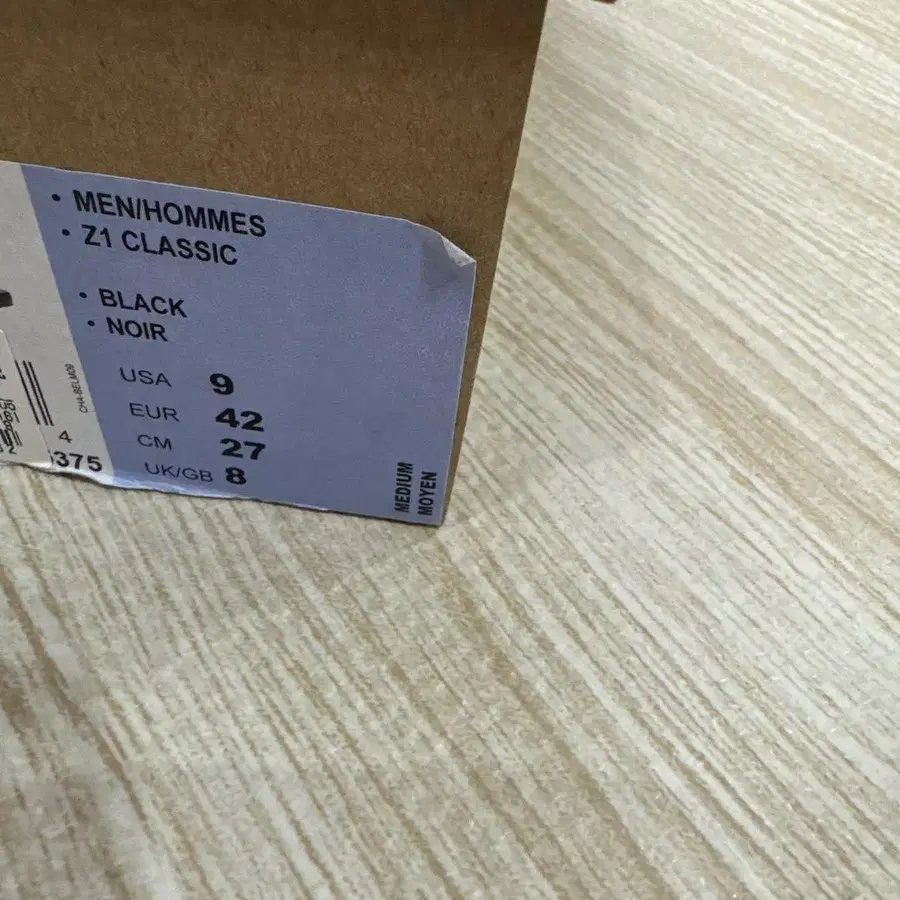 • MEN/HOMMES
• Z1 CLASSIC
• BLACK
• NOIR
USA 9
EUR 42
CM 27
UK/GB 8
MEDIUM
MOYEN
4
375